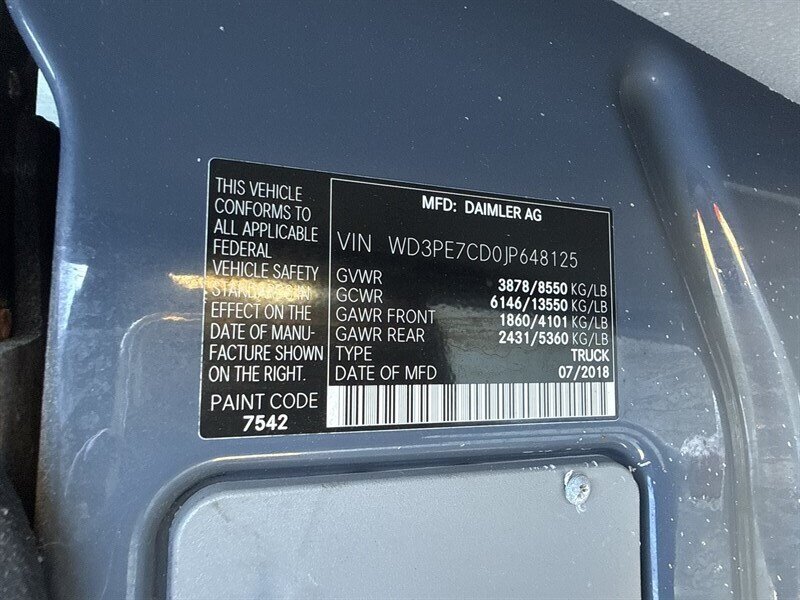 THIS VEHICLE
CONFORMS TO
ALL APPLICABLE
FEDERAL
VEHICLE SAFETY
STANDARDS IN
EFFECT ON THE
DATE OF MANU-
FACTURE SHOWN
ON THE RIGHT.
PAINT CODE
7542
MFD: DAIMLER AG
VIN WD3PE7CD0JP648125
GVWR 3878/8550 KG/LB
GCWR 6146/13550 KG/LB
GAWR FRONT 1860/4101 KG/LB
GAWR REAR 2431/5360 KG/LB
TYPE TRUCK
DATE OF MFD 07/2018